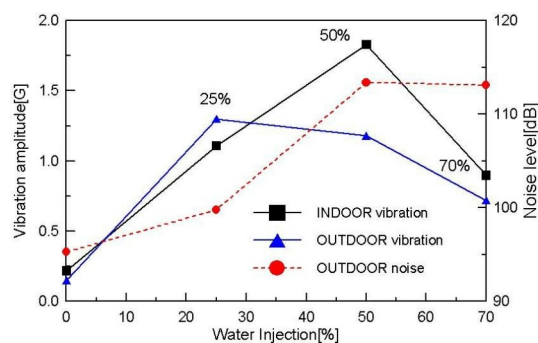 2.0
1.5
1.0
0.5
0.0
Vibration amplitude[G]
120
110
100
90
Noise level[dB]
50%
25%
70%
INDOOR vibration
OUTDOOR vibration
OUTDOOR noise
0 10 20 30 40 50 60 70
Water Injection[%]